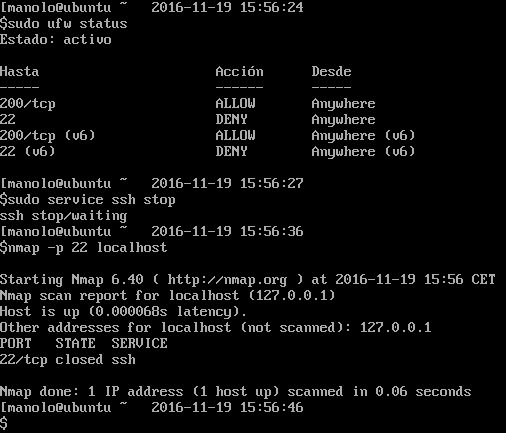 [manolo@ubuntu ~   2016-11-19 15:56:24
$sudo ufw status
Estado: activo
Hasta                      Acción      Desde
-----                      ------      -----
200/tcp                    ALLOW       Anywhere
22                         DENY        Anywhere
200/tcp (v6)               ALLOW       Anywhere (v6)
22 (v6)                    DENY        Anywhere (v6)
[manolo@ubuntu ~   2016-11-19 15:56:27
$sudo service ssh stop
ssh stop/waiting
[manolo@ubuntu ~   2016-11-19 15:56:36
$nmap -p 22 localhost
Starting Nmap 6.40 ( http://nmap.org ) at 2016-11-19 15:56 CET
Nmap scan report for localhost (127.0.0.1)
Host is up (0.000068s latency).
Other addresses for localhost (not scanned): 127.0.0.1
PORT   STATE  SERVICE
22/tcp closed ssh
Nmap done: 1 IP address (1 host up) scanned in 0.06 seconds
[manolo@ubuntu ~   2016-11-19 15:56:46
$